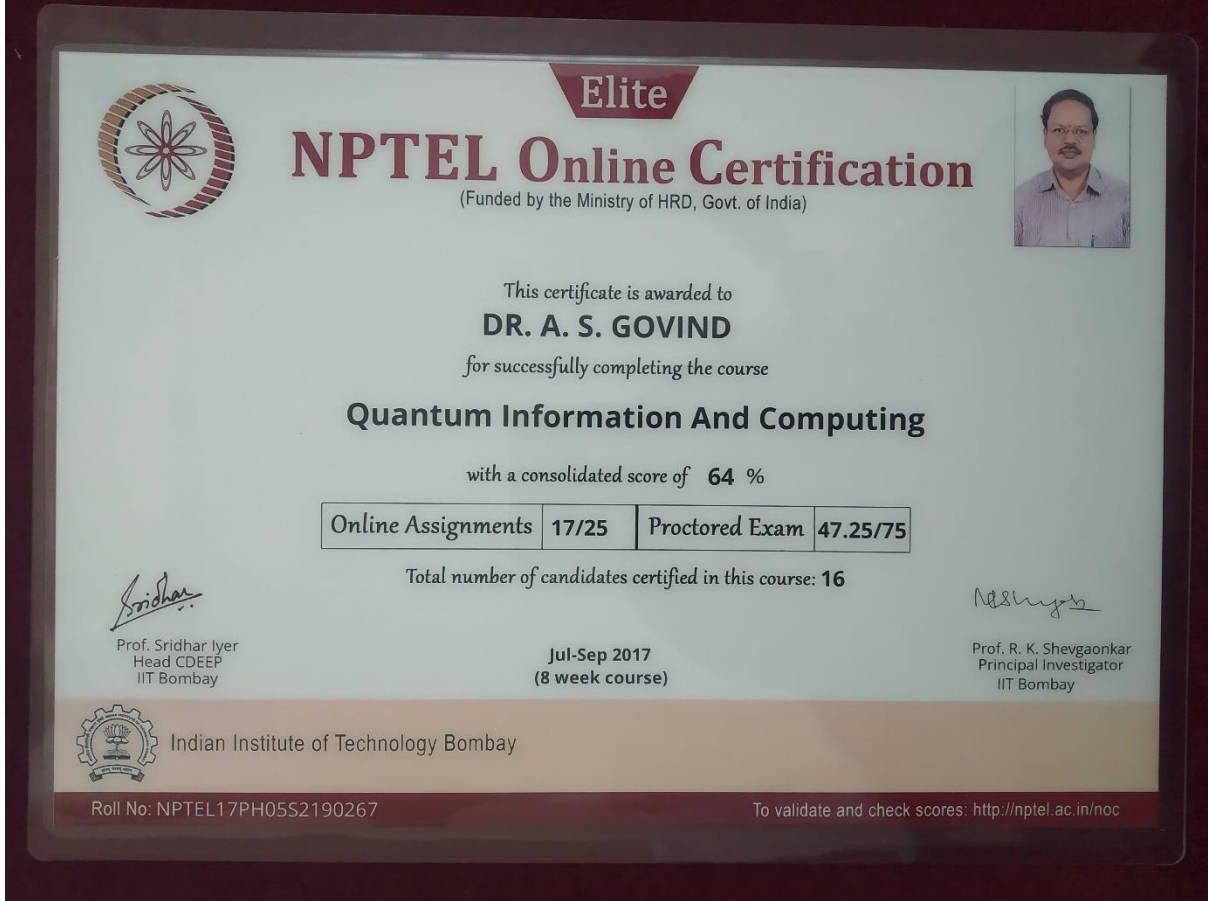 Elite
NPTEL Online Certification
(Funded by the Ministry of HRD, Govt. of India)
This certificate is awarded to
DR. A. S. GOVIND
for successfully completing the course
Quantum Information And Computing
with a consolidated score of 64 %
Online Assignments 17/25 Proctored Exam 47.25/75
Total number of candidates certified in this course: 16
Sridhar
Prof. Sridhar Iyer
Head CDEEP
IIT Bombay
Jul-Sep 2017
(8 week course)
Prof. R. K. Shevgaonkar
Principal Investigator
IIT Bombay
Indian Institute of Technology Bombay
Roll No: NPTEL17PH05S2190267
To validate and check scores: http://nptel.ac.in/noc